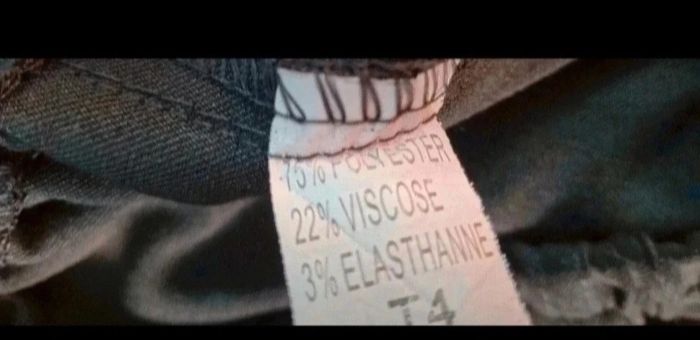 75% POLYESTER
22% VISCOSE
3% ELASTHANNE
T4